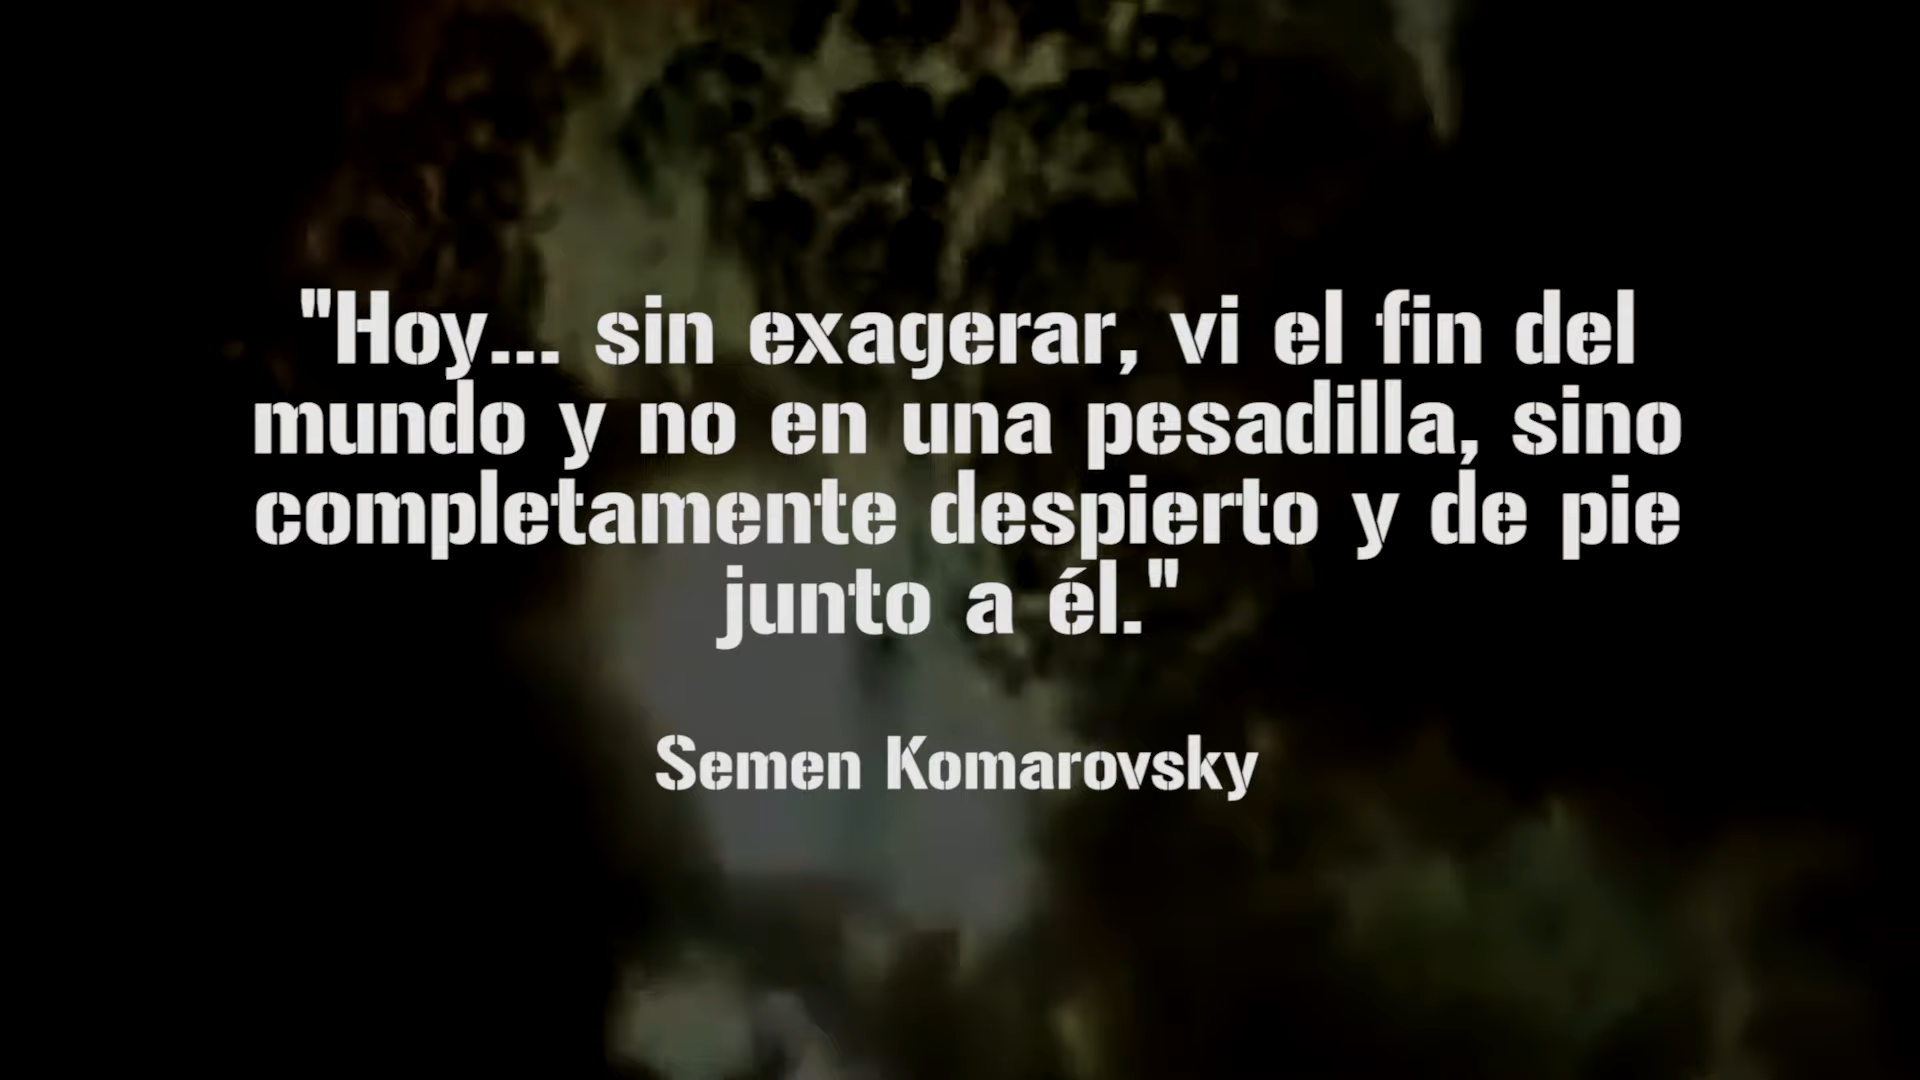 "Hoy... sin exagerar, vi el fin del
mundo y no en una pesadilla, sino
completamente despierto y de pie
junto a él."
Semen Komarovsky